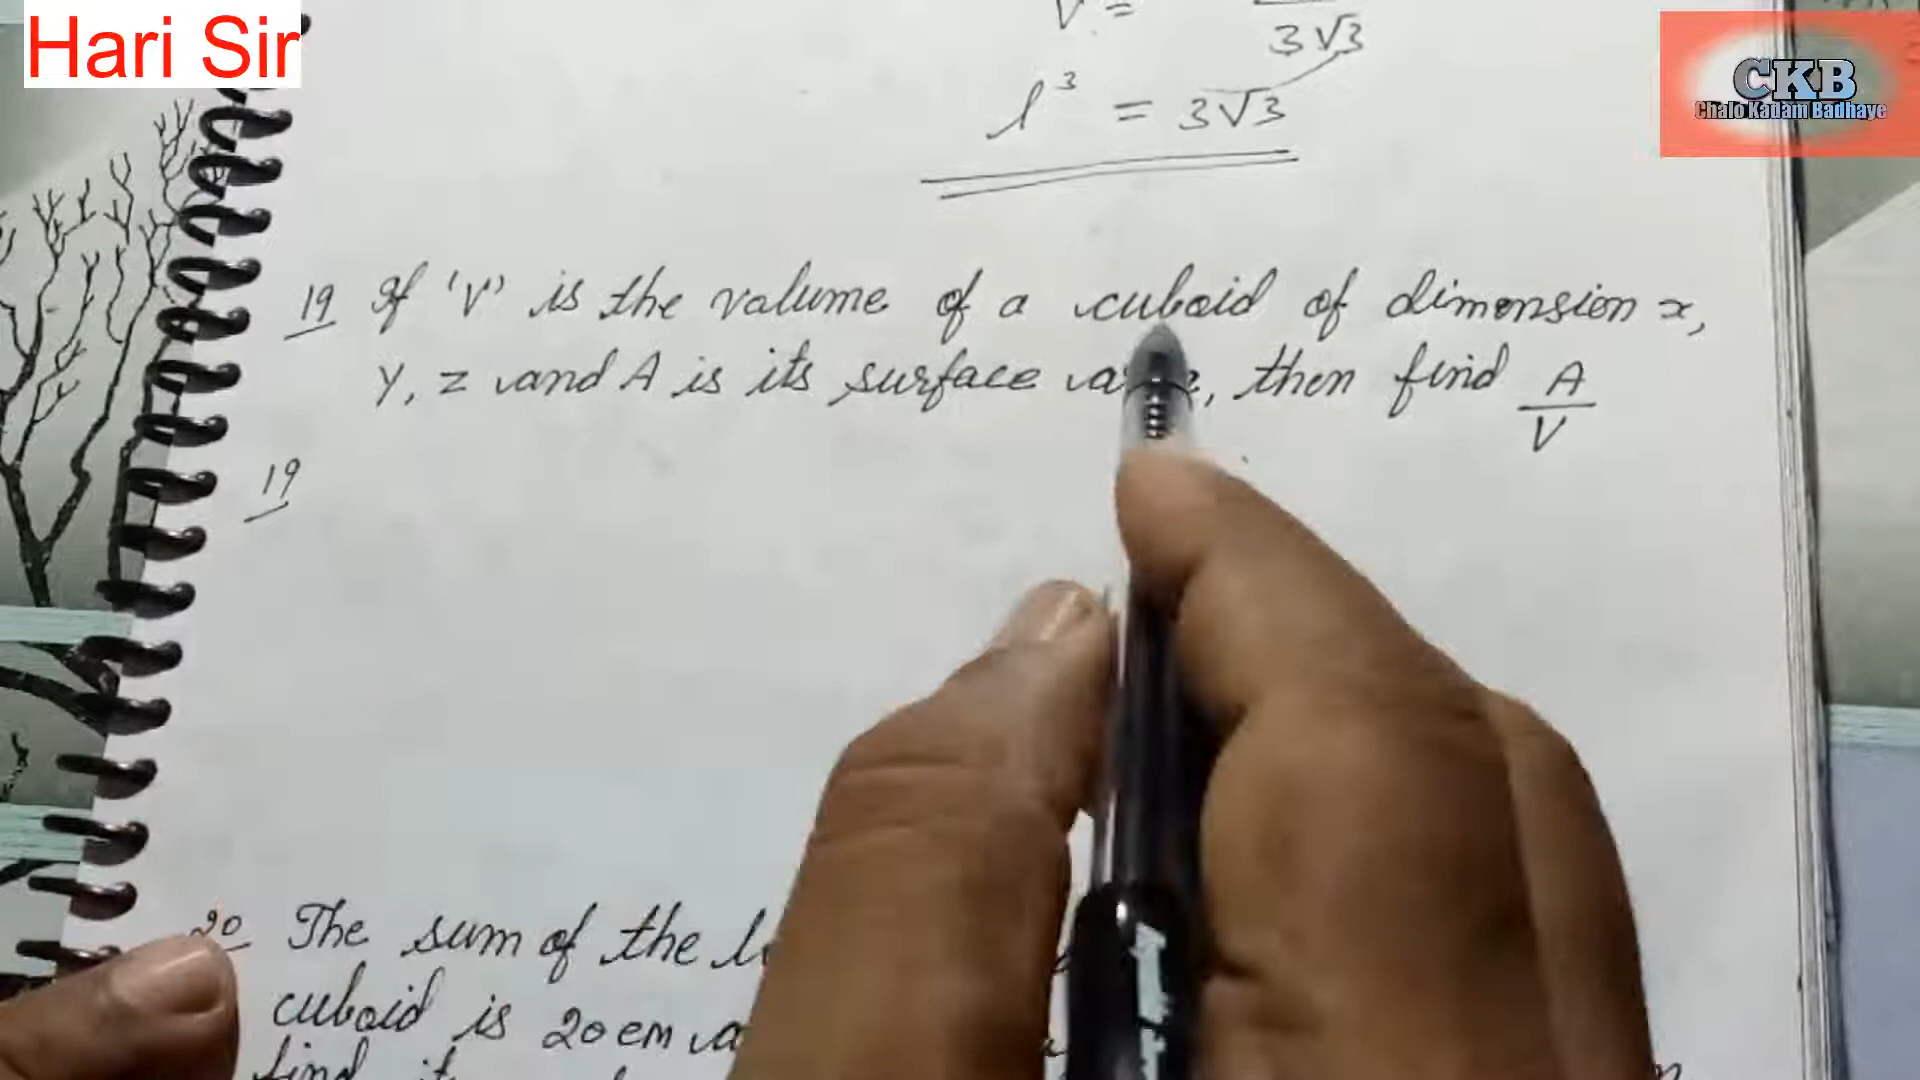 Hari Sir
CKB
Chalo Kadam Badhaye
V =
3√3
l³ = 3√3
19 If 'V' is the volume of a cuboid of dimension x,
Y, z and A is its surface , then find A/V
19
20 The sum of the
cuboid is 20 cm
find